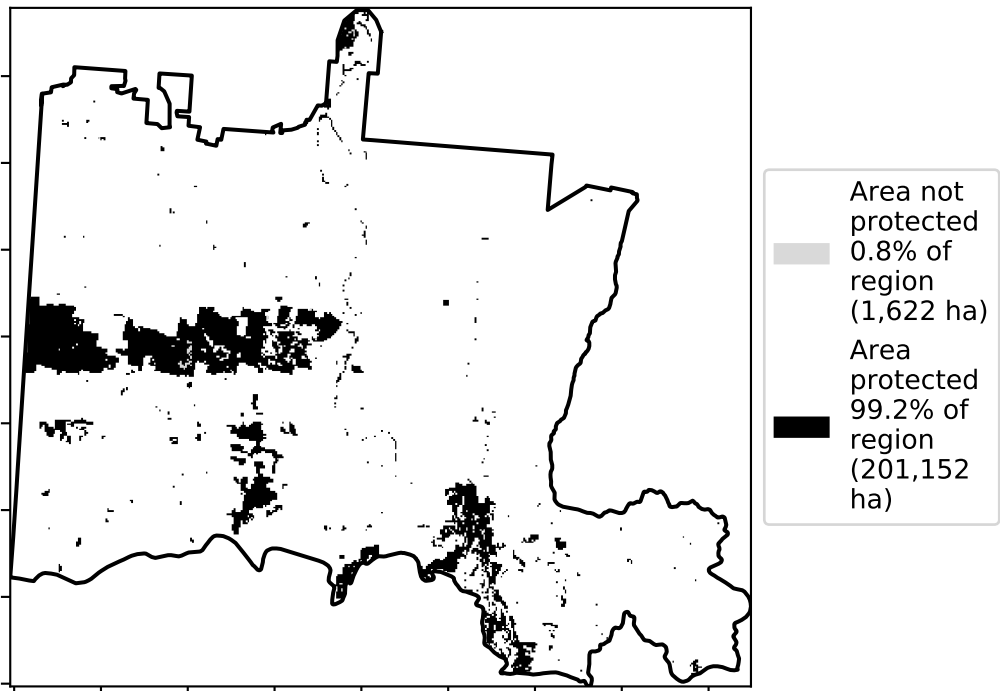 Area not
protected
0.8% of
region
(1,622 ha)
Area
protected
99.2% of
region
(201,152
ha)